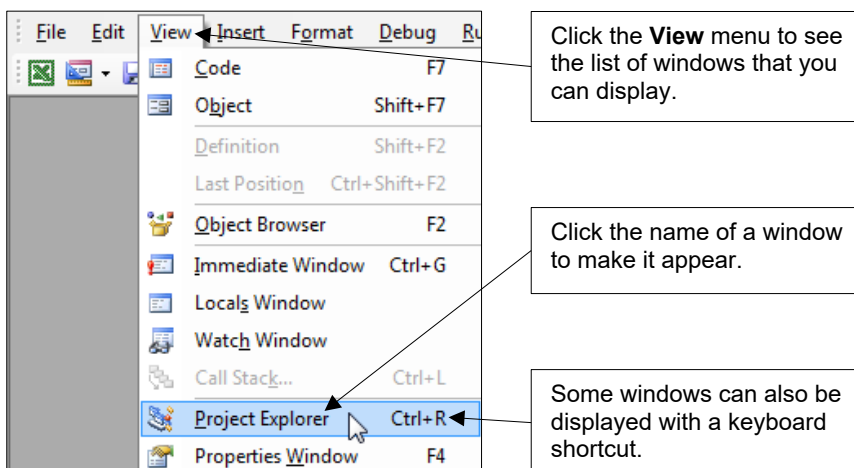 File Edit View Insert Format Debug
Code F7
Object Shift+F7
Definition Shift+F2
Last Position Ctrl+Shift+F2
Object Browser F2
Immediate Window Ctrl+G
Locals Window
Watch Window
Call Stack... Ctrl+L
Project Explorer Ctrl+R
Properties Window F4
Click the View menu to see
the list of windows that you
can display.
Click the name of a window
to make it appear.
Some windows can also be
displayed with a keyboard
shortcut.